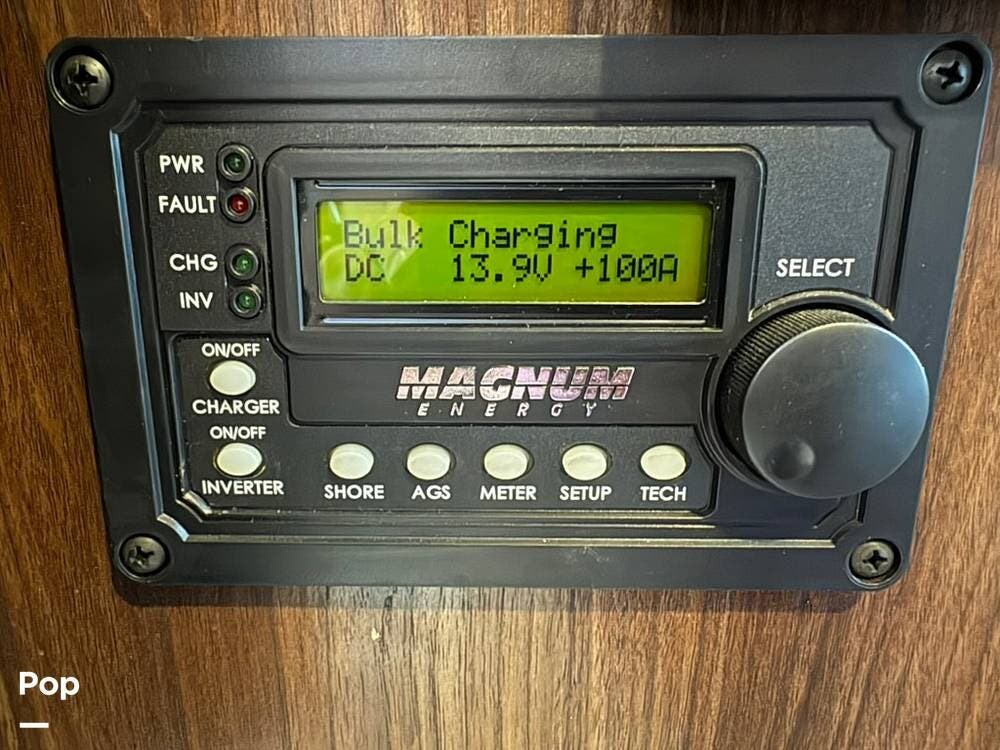 PWR
FAULT
CHG
INV
Bulk Charging
DC 13.9V +100A
SELECT
ON/OFF
CHARGER
MAGNUM
ENERGY
ON/OFF
INVERTER
SHORE AGS METER SETUP TECH
Pop